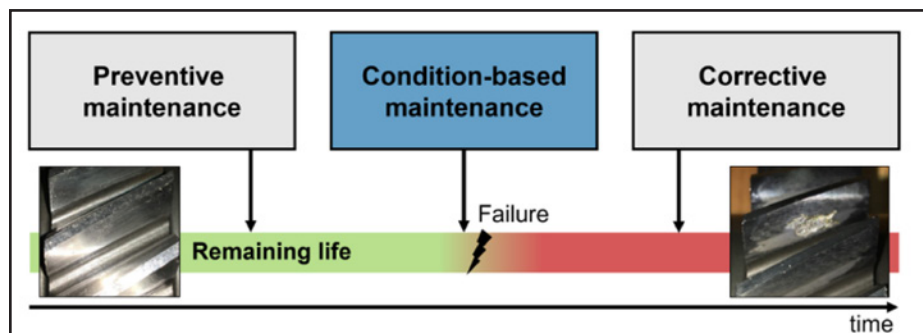 Preventive
maintenance
Condition-based
maintenance
Corrective
maintenance
Failure
Remaining life
time